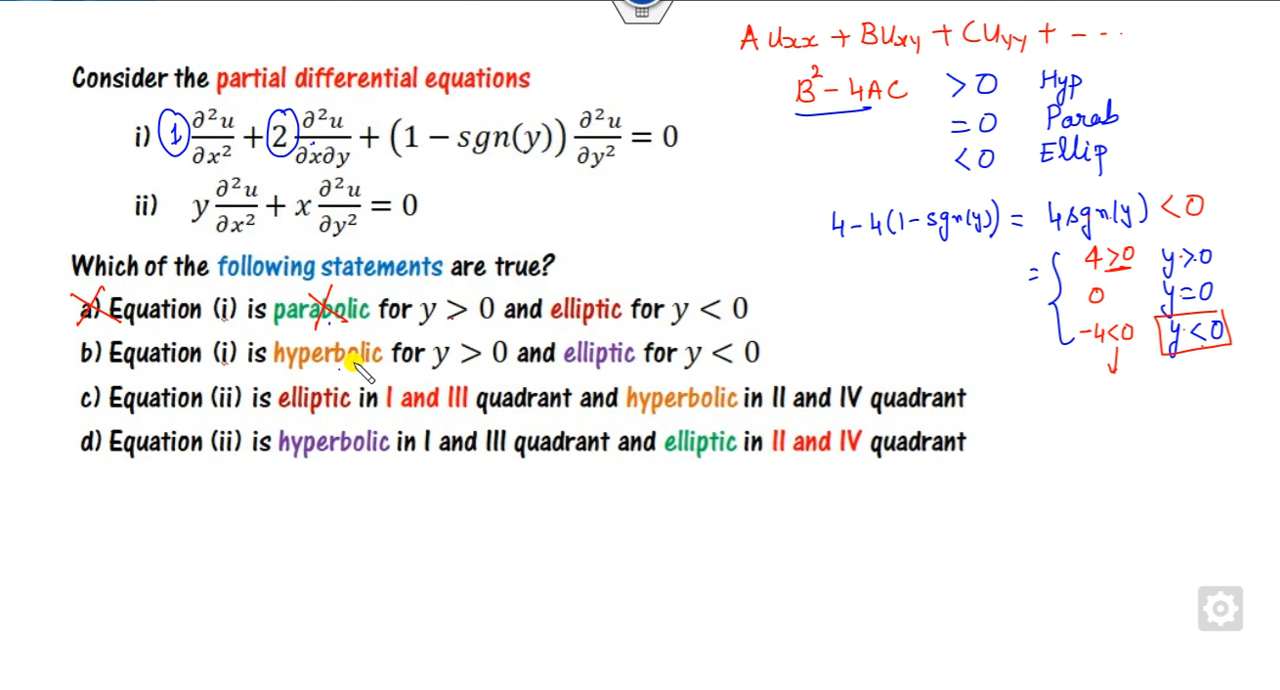 A uxx + Buxy + Cuyy + - - -
Consider the partial differential equations
B² - 4AC > 0 Hyp
= 0 Parab
< 0 Ellip
i) 1 ∂²u/∂x² + 2 ∂²u/∂x∂y + (1 − sgn(y)) ∂²u/∂y² = 0
ii) y ∂²u/∂x² + x ∂²u/∂y² = 0
4 - 4(1 - sgn(y)) = 4 sgn(y) < 0
= { 4 > 0 y > 0
0 y = 0
-4 < 0 y < 0
Which of the following statements are true?
a) Equation (i) is parabolic for y > 0 and elliptic for y < 0
b) Equation (i) is hyperbolic for y > 0 and elliptic for y < 0
c) Equation (ii) is elliptic in I and III quadrant and hyperbolic in II and IV quadrant
d) Equation (ii) is hyperbolic in I and III quadrant and elliptic in II and IV quadrant